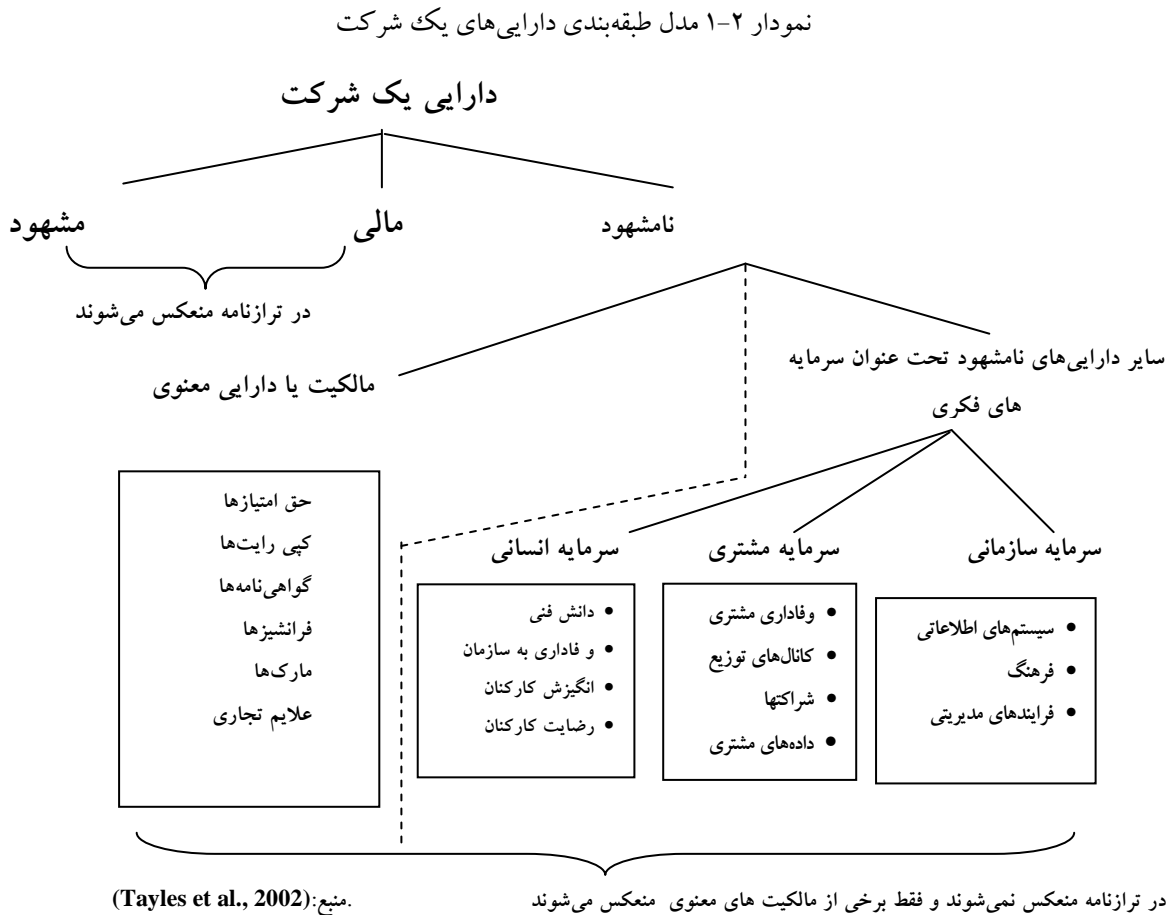 نمودار ۲–۱ مدل طبقه‌بندی دارایی‌های یک شرکت
دارایی یک شرکت
نامشهود
مالی
مشهود
در ترازنامه منعکس می‌شوند
سایر دارایی‌های نامشهود تحت عنوان سرمایه
های فکری
مالکیت یا دارایی معنوی
سرمایه سازمانی
• سیستم‌های اطلاعاتی
• فرهنگ
• فرایندهای مدیریتی
سرمایه مشتری
• وفاداری مشتری
• کانال‌های توزیع
• شراکتها
• داده‌های مشتری
سرمایه انسانی
• دانش فنی
• و فاداری به سازمان
• انگیزش کارکنان
• رضایت کارکنان
حق امتیازها
کپی رایت‌ها
گواهی‌نامه‌ها
فرانشیزها
مارک‌ها
علایم تجاری
در ترازنامه منعکس نمی‌شوند و فقط برخی از مالکیت های معنوی منعکس می‌شوند
.منبع:(Tayles et al., 2002)